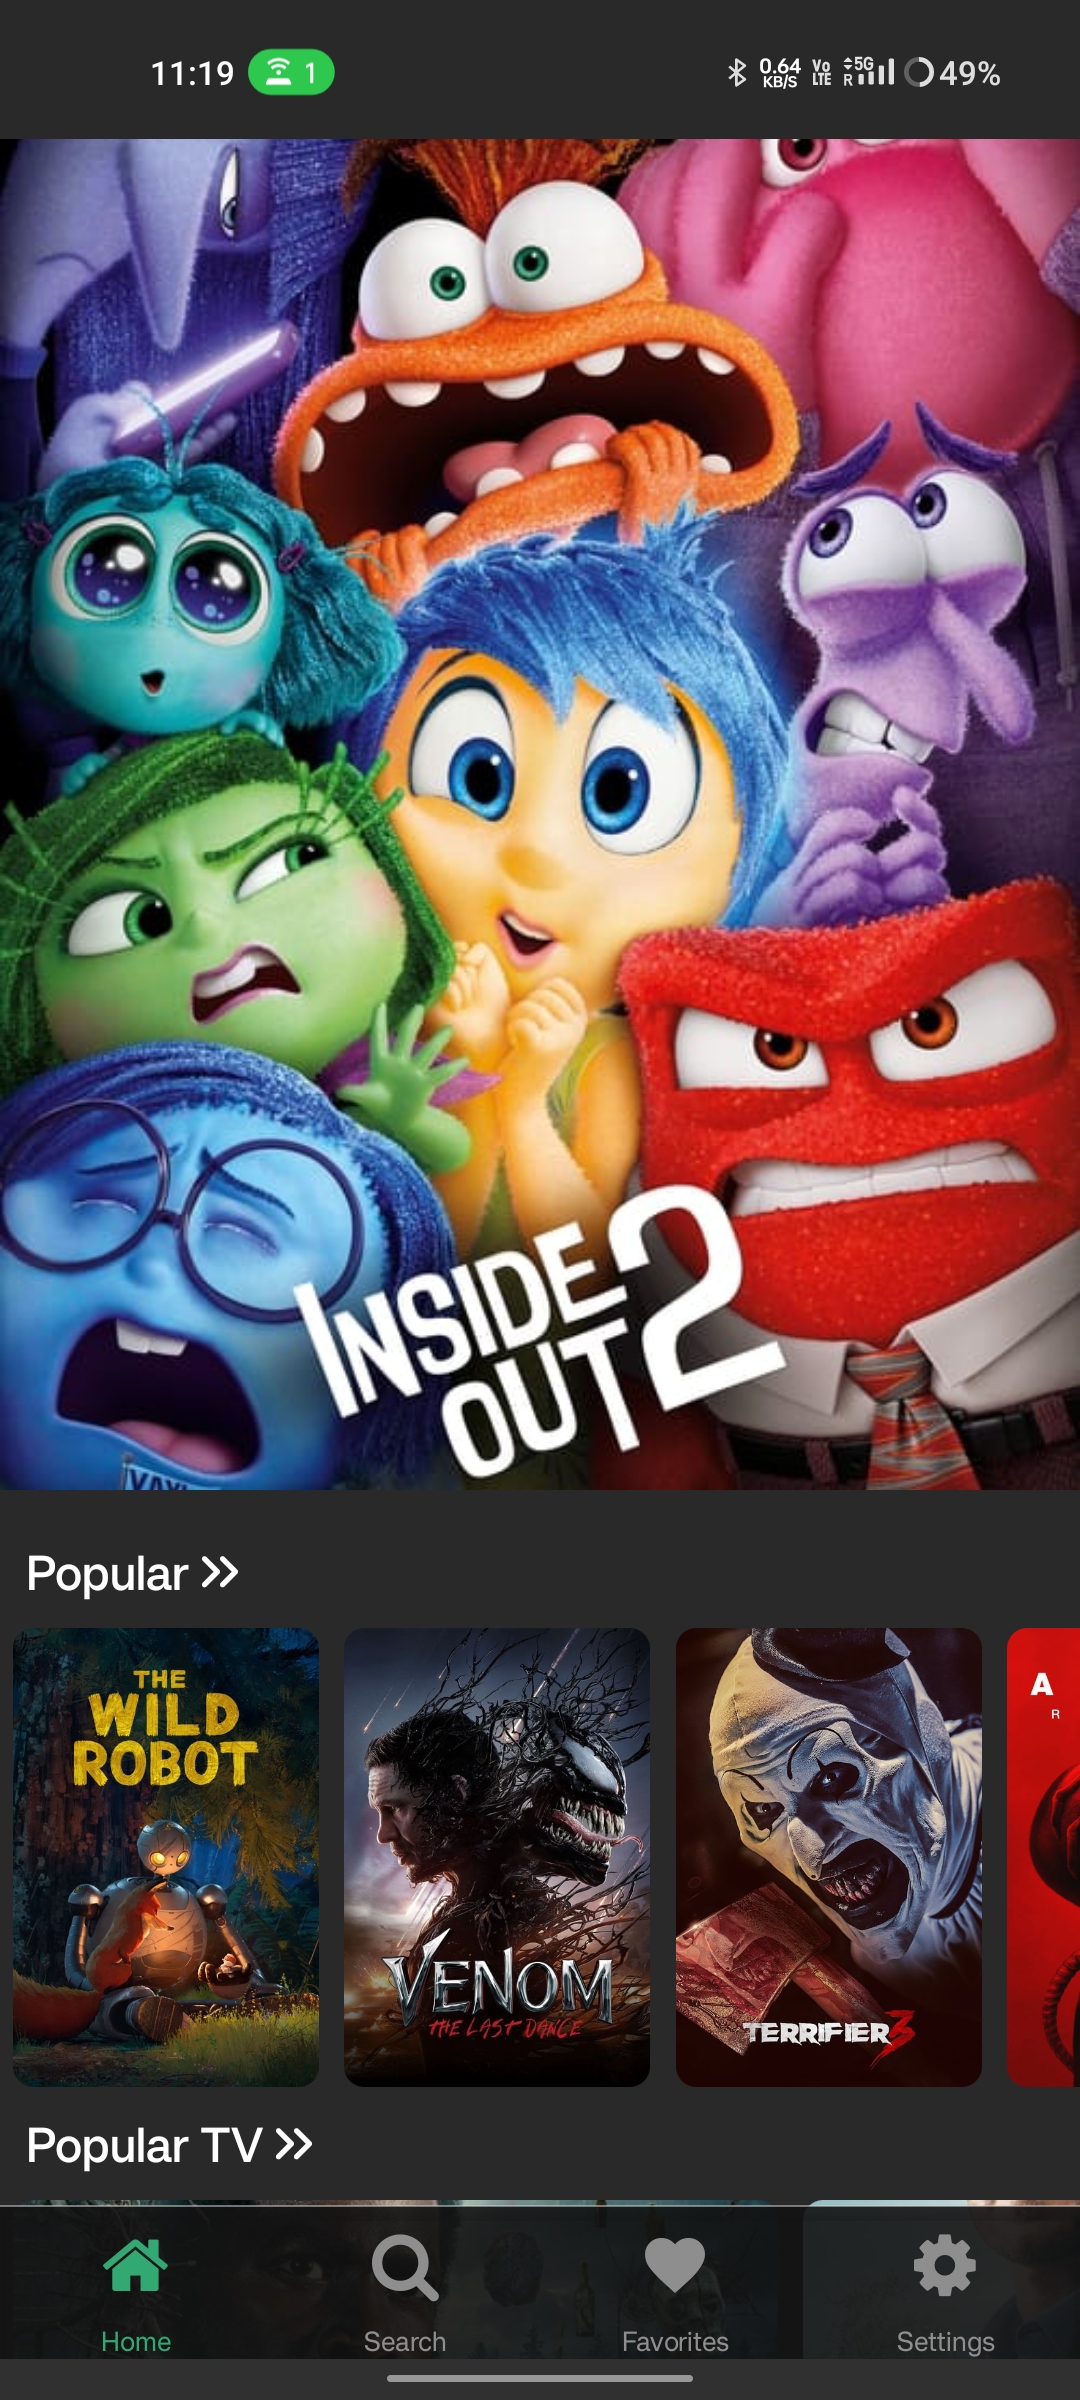 11:19 1 0.64 KB/S Vo LTE 5G R 49%
INSIDE
OUT 2
Popular
THE
WILD
ROBOT
VENOM
THE LAST DANCE
TERRIFIER 3
A
R
Popular TV
Home Search Favorites Settings